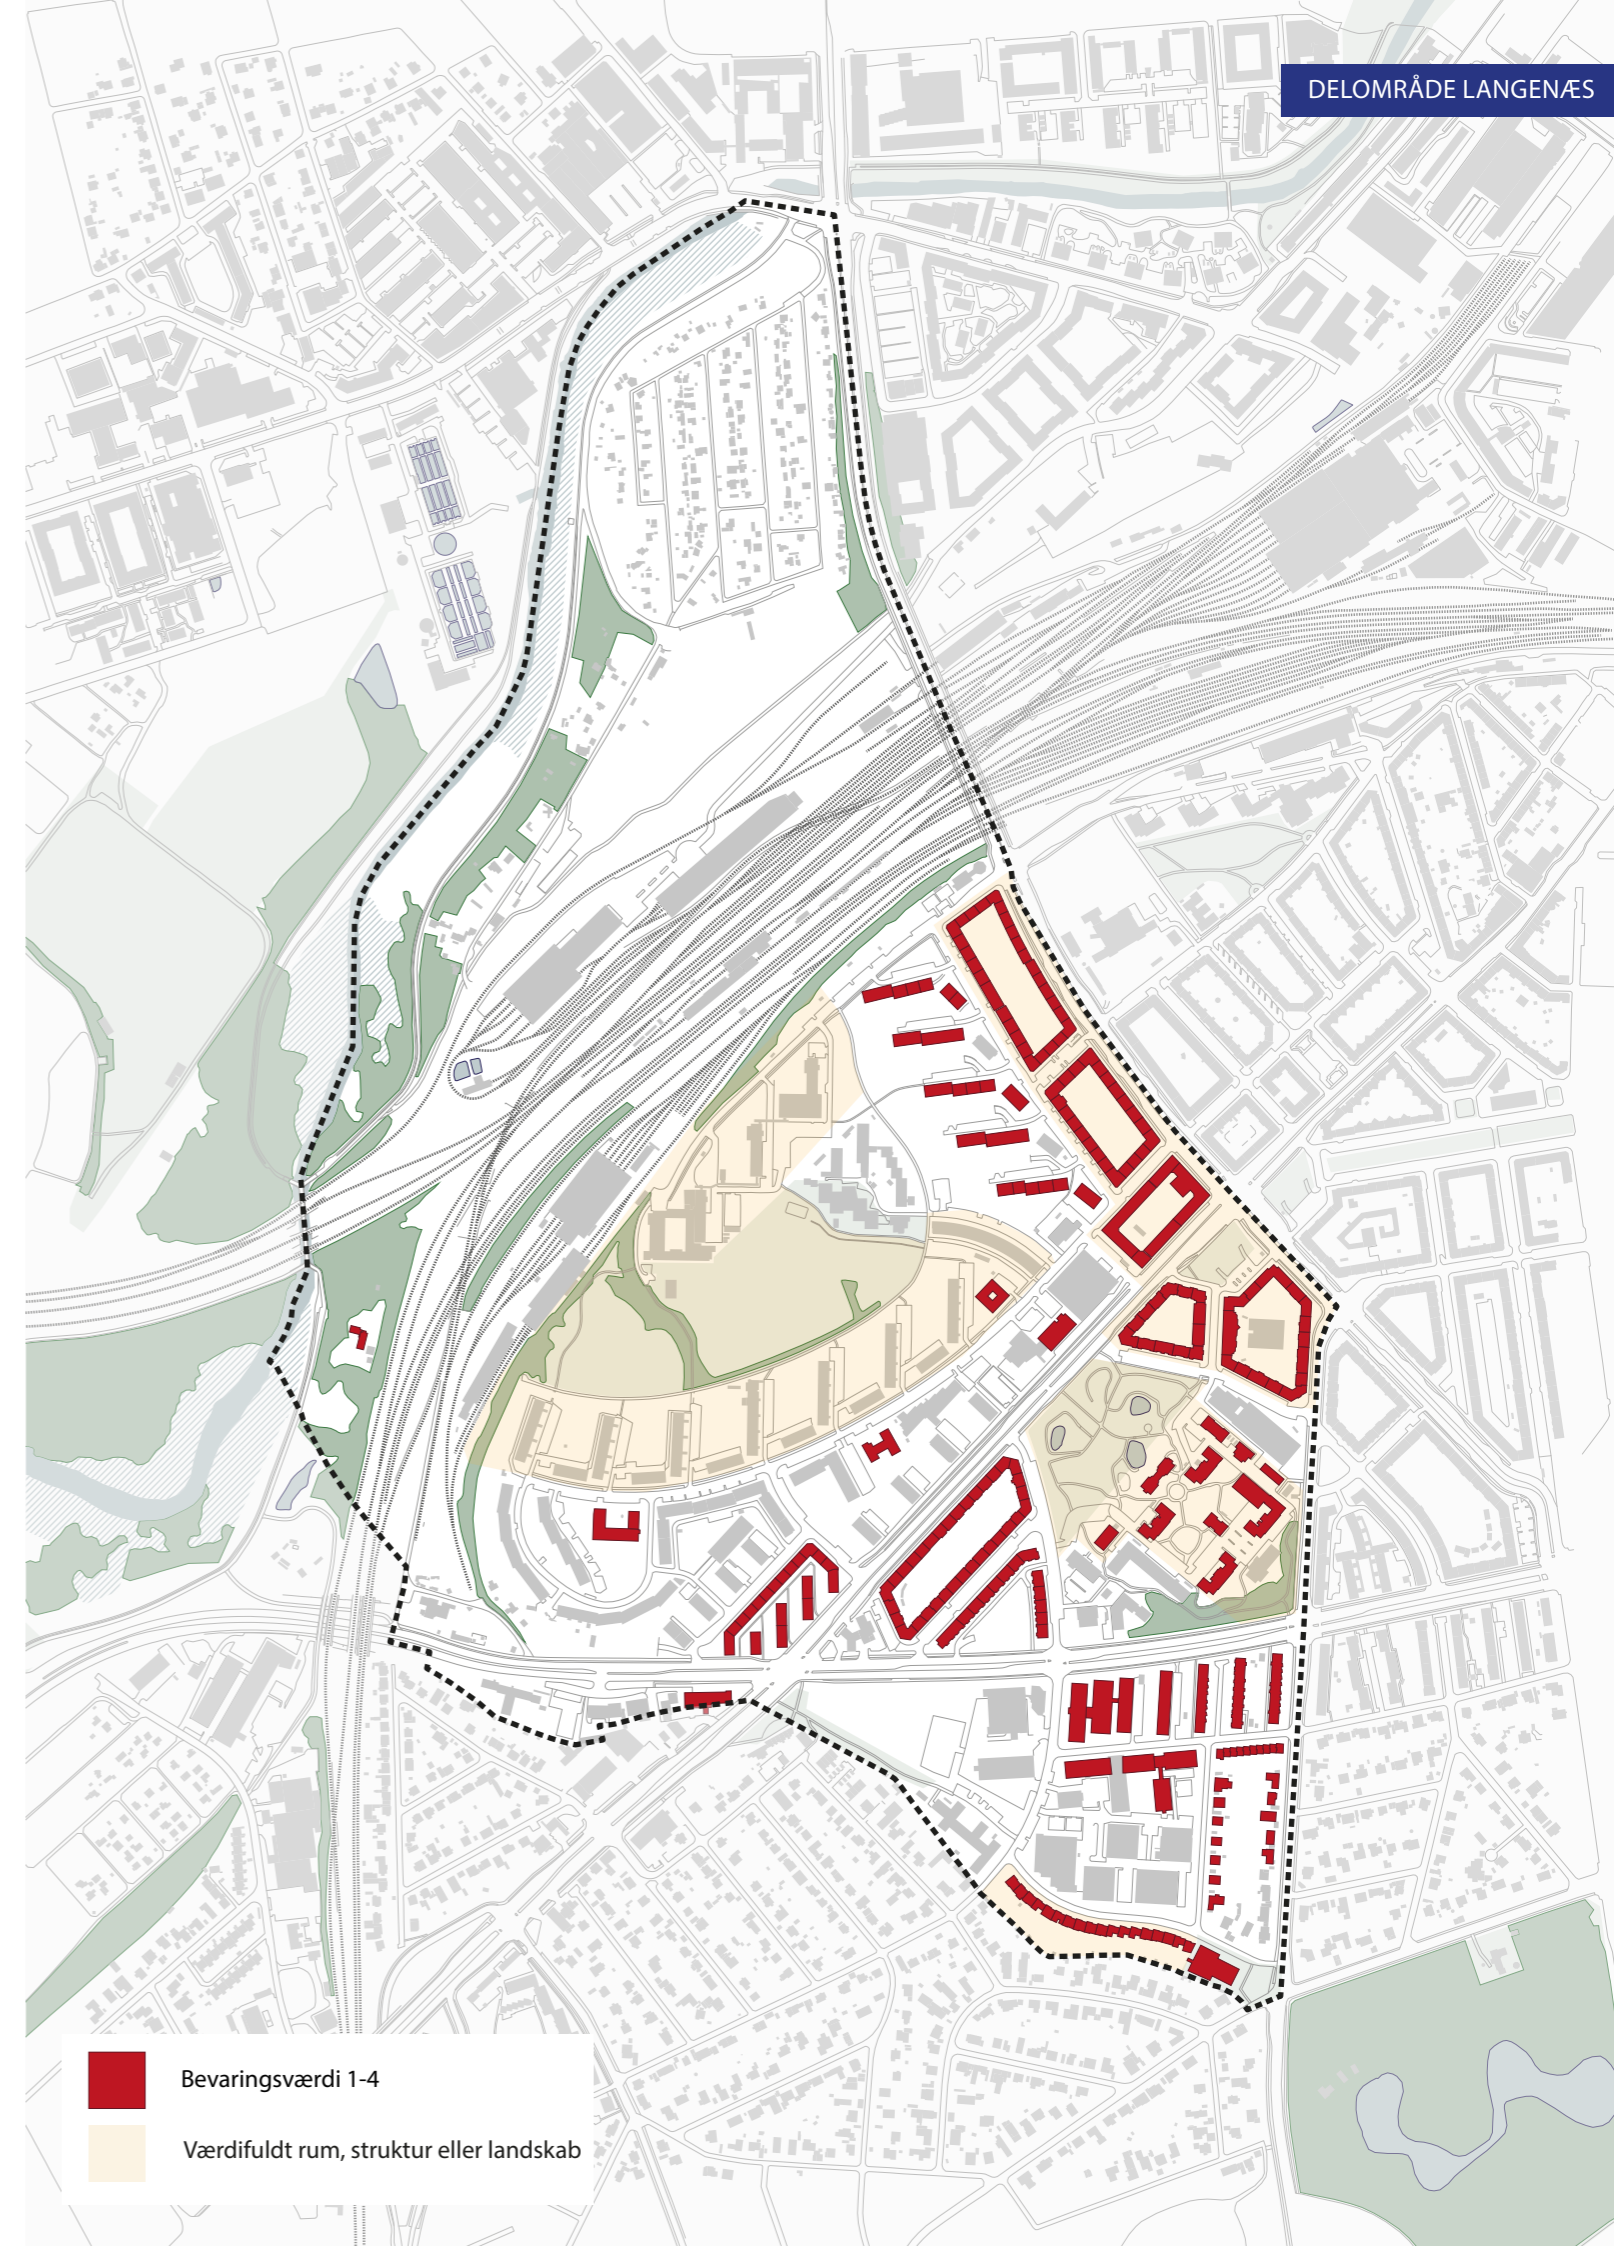 DELOMRÅDE LANGENÆS
Bevaringsværdi 1-4
Værdifuldt rum, struktur eller landskab